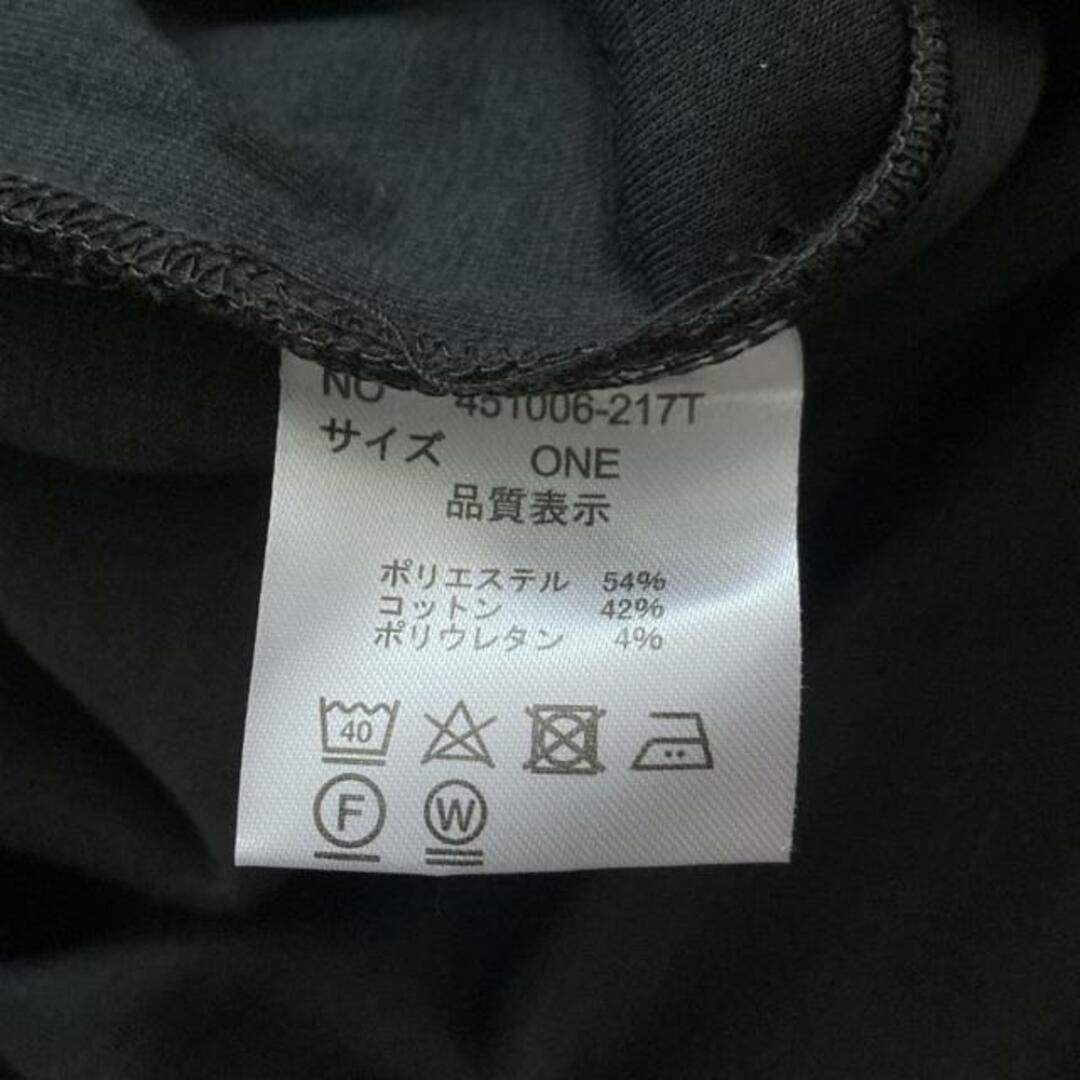 NO 451006-217T
サイズ ONE
品質表示
ポリエステル 54%
コットン 42%
ポリウレタン 4%
40
F W